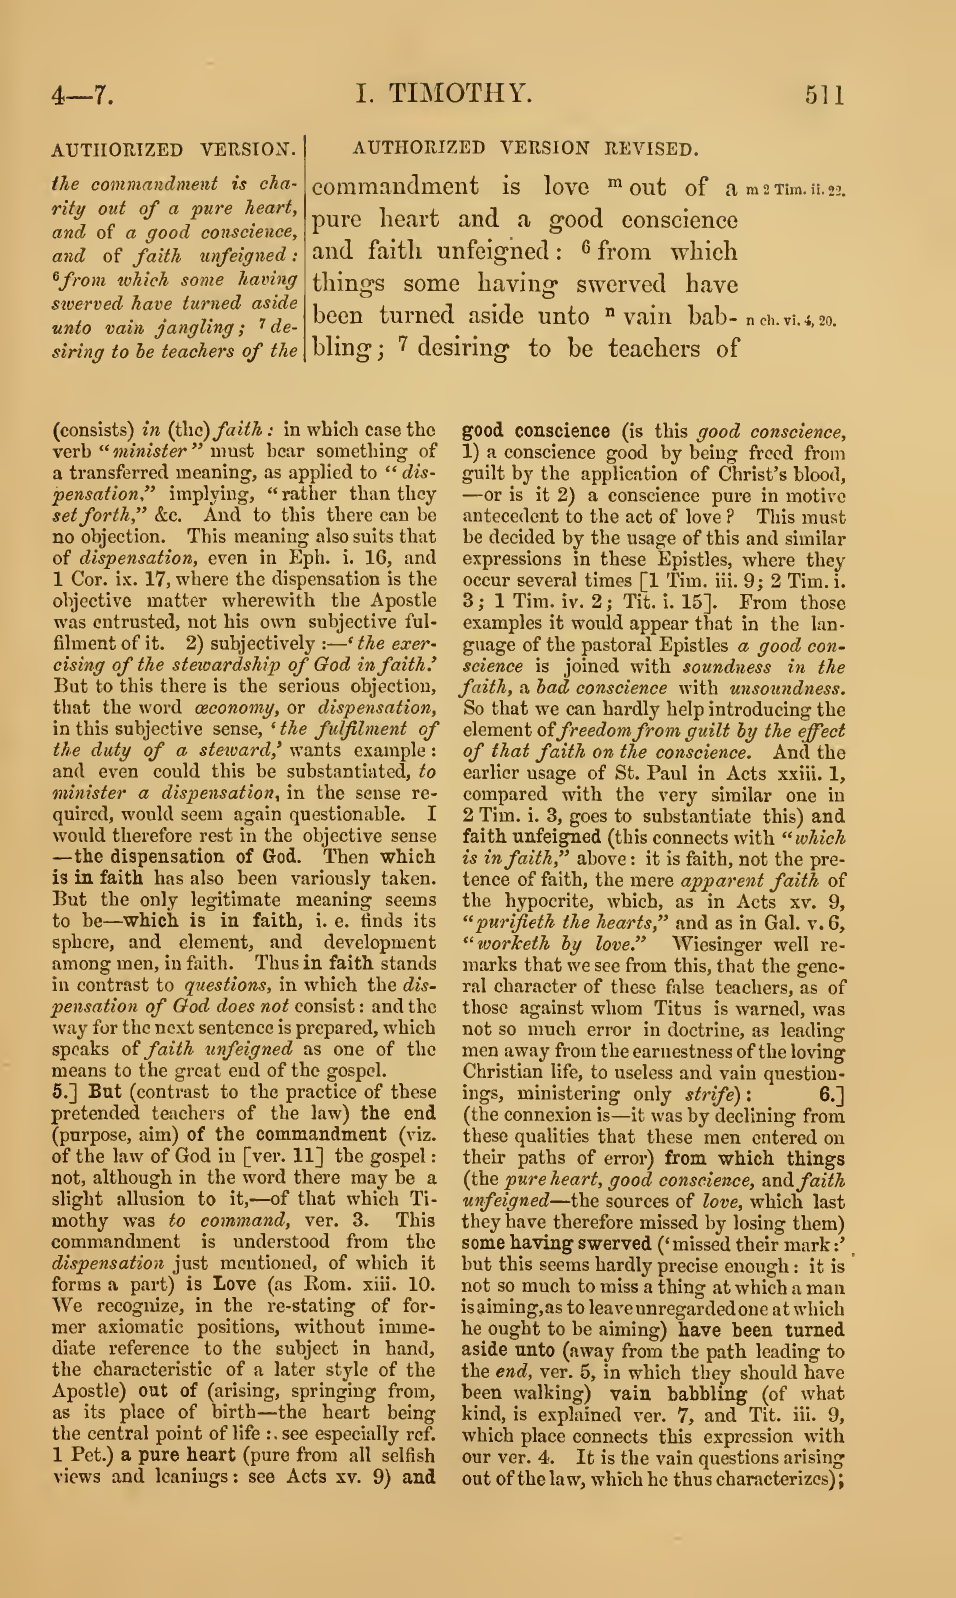 4—7.
I. TIMOTHY.
511
AUTHORIZED VERSION.
the commandment is cha-
rity out of a pure heart,
and of a good conscience,
and of faith unfeigned:
6 from which some having
swerved have turned aside
unto vain jangling; 7 de-
siring to be teachers of the
AUTHORIZED VERSION REVISED.
commandment is love m out of a
pure heart and a good conscience
and faith unfeigned: 6 from which
things some having swerved have
been turned aside unto n vain bab-
bling; 7 desiring to be teachers of
m 2 Tim. ii. 22.
n ch. vi. 4, 20.
(consists) in (the) faith: in which case the
verb "minister" must bear something of
a transferred meaning, as applied to "dis-
pensation," implying, "rather than they
set forth," &c. And to this there can be
no objection. This meaning also suits that
of dispensation, even in Eph. i. 16, and
1 Cor. ix. 17, where the dispensation is the
objective matter wherewith the Apostle
was entrusted, not his own subjective ful-
filment of it. 2) subjectively:—'the exer-
cising of the stewardship of God in faith.'
But to this there is the serious objection,
that the word œconomy, or dispensation,
in this subjective sense, 'the fulfilment of
the duty of a steward,' wants example:
and even could this be substantiated, to
minister a dispensation, in the sense re-
quired, would seem again questionable. I
would therefore rest in the objective sense
—the dispensation of God. Then which
is in faith has also been variously taken.
But the only legitimate meaning seems
to be—which is in faith, i. e. finds its
sphere, and element, and development
among men, in faith. Thus in faith stands
in contrast to questions, in which the dis-
pensation of God does not consist: and the
way for the next sentence is prepared, which
speaks of faith unfeigned as one of the
means to the great end of the gospel.
5.] But (contrast to the practice of these
pretended teachers of the law) the end
(purpose, aim) of the commandment (viz.
of the law of God in [ver. 11] the gospel:
not, although in the word there may be a
slight allusion to it,—of that which Ti-
mothy was to command, ver. 3. This
commandment is understood from the
dispensation just mentioned, of which it
forms a part) is Love (as Rom. xiii. 10.
We recognize, in the re-stating of for-
mer axiomatic positions, without imme-
diate reference to the subject in hand,
the characteristic of a later style of the
Apostle) out of (arising, springing from,
as its place of birth—the heart being
the central point of life:. see especially ref.
1 Pet.) a pure heart (pure from all selfish
views and leanings: see Acts xv. 9) and
good conscience (is this good conscience,
1) a conscience good by being freed from
guilt by the application of Christ's blood,
—or is it 2) a conscience pure in motive
antecedent to the act of love? This must
be decided by the usage of this and similar
expressions in these Epistles, where they
occur several times [1 Tim. iii. 9; 2 Tim. i.
3; 1 Tim. iv. 2; Tit. i. 15]. From those
examples it would appear that in the lan-
guage of the pastoral Epistles a good con-
science is joined with soundness in the
faith, a bad conscience with unsoundness.
So that we can hardly help introducing the
element of freedom from guilt by the effect
of that faith on the conscience. And the
earlier usage of St. Paul in Acts xxiii. 1,
compared with the very similar one in
2 Tim. i. 3, goes to substantiate this) and
faith unfeigned (this connects with "which
is in faith," above: it is faith, not the pre-
tence of faith, the mere apparent faith of
the hypocrite, which, as in Acts xv. 9,
"purifieth the hearts," and as in Gal. v. 6,
"worketh by love." Wiesinger well re-
marks that we see from this, that the gene-
ral character of these false teachers, as of
those against whom Titus is warned, was
not so much error in doctrine, as leading
men away from the earnestness of the loving
Christian life, to useless and vain question-
ings, ministering only strife): 6.]
(the connexion is—it was by declining from
these qualities that these men entered on
their paths of error) from which things
(the pure heart, good conscience, and faith
unfeigned—the sources of love, which last
they have therefore missed by losing them)
some having swerved ('missed their mark:'
but this seems hardly precise enough: it is
not so much to miss a thing at which a man
is aiming, as to leave unregarded one at which
he ought to be aiming) have been turned
aside unto (away from the path leading to
the end, ver. 5, in which they should have
been walking) vain babbling (of what
kind, is explained ver. 7, and Tit. iii. 9,
which place connects this expression with
our ver. 4. It is the vain questions arising
out of the law, which he thus characterizes);